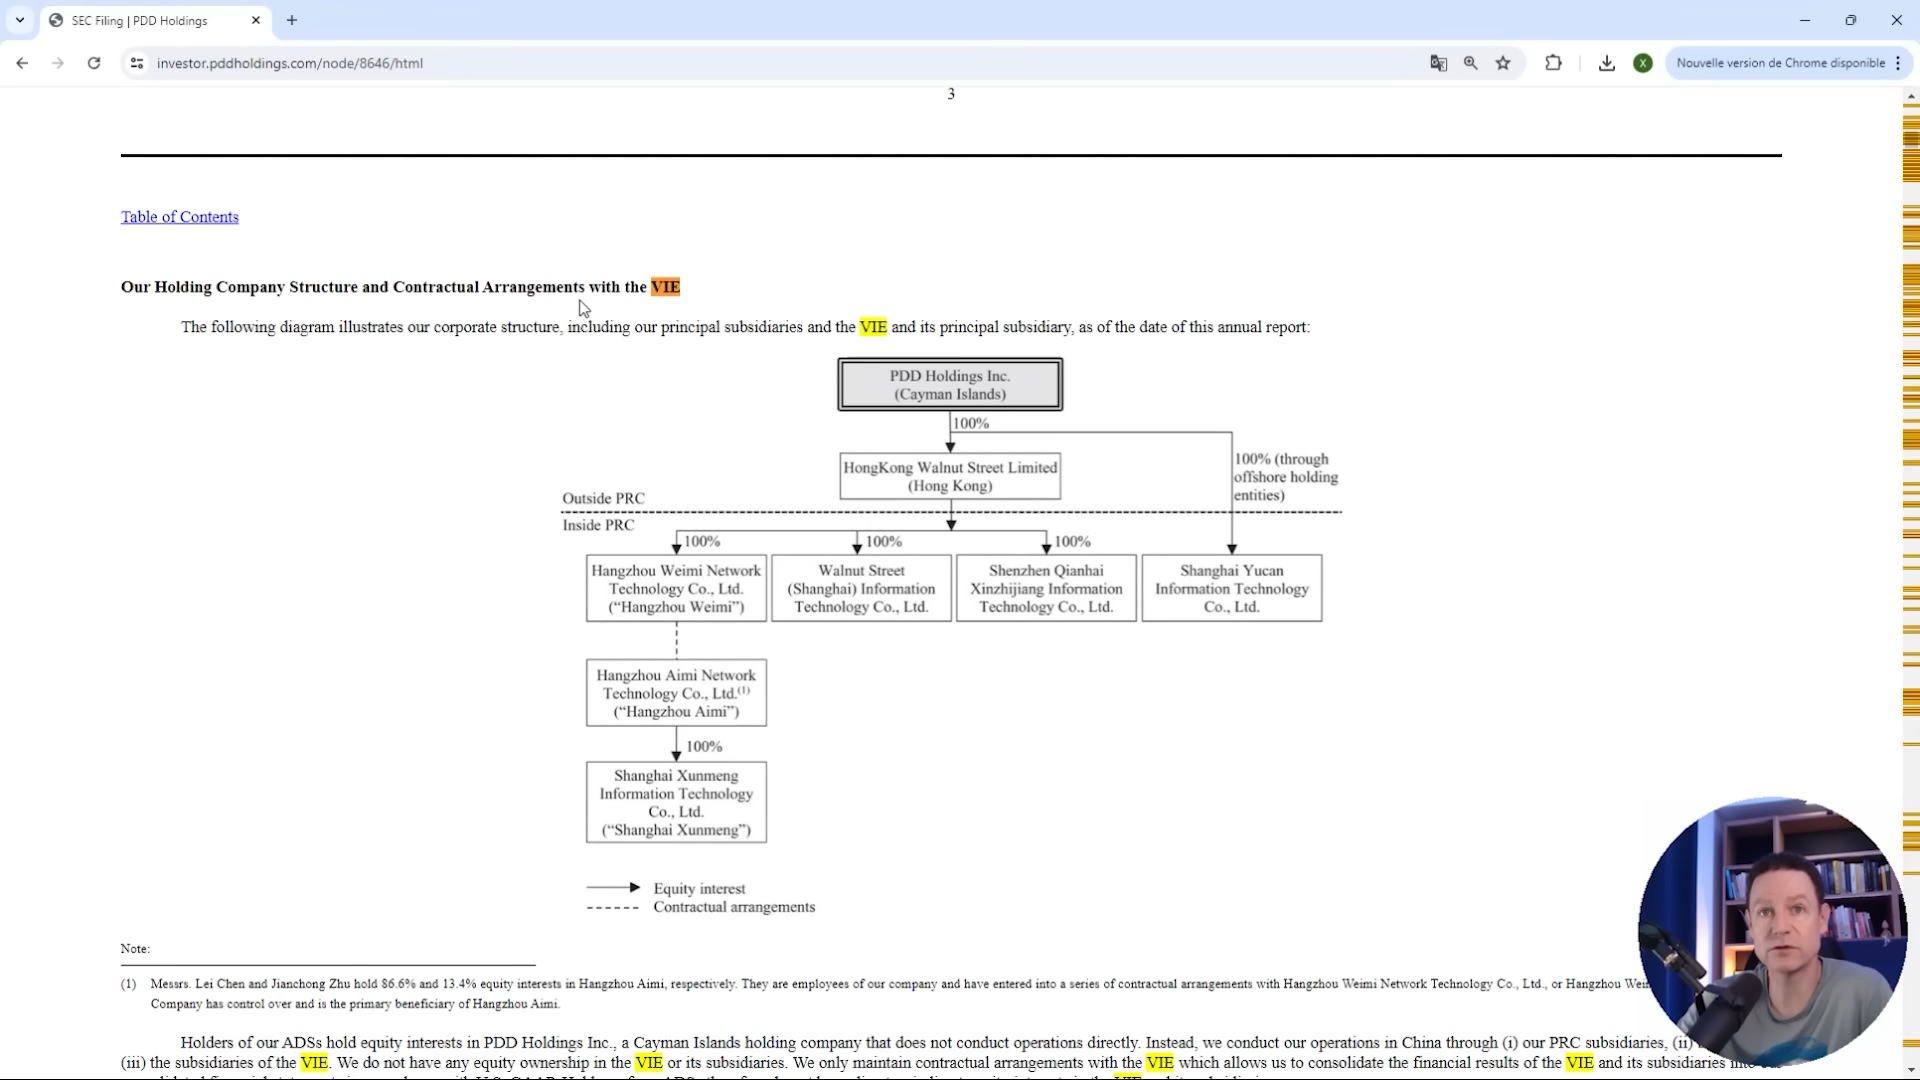 SEC Filing | PDD Holdings
investor.pddholdings.com/node/8646/html
X
Nouvelle version de Chrome disponible
3
Table of Contents
Our Holding Company Structure and Contractual Arrangements with the VIE
The following diagram illustrates our corporate structure, including our principal subsidiaries and the VIE and its principal subsidiary, as of the date of this annual report:
PDD Holdings Inc.
(Cayman Islands)
100%
HongKong Walnut Street Limited
(Hong Kong)
100% (through
offshore holding
entities)
Outside PRC
Inside PRC
100%
100%
100%
Hangzhou Weimi Network
Technology Co., Ltd.
(“Hangzhou Weimi”)
Walnut Street
(Shanghai) Information
Technology Co., Ltd.
Shenzhen Qianhai
Xinzhijiang Information
Technology Co., Ltd.
Shanghai Yucan
Information Technology
Co., Ltd.
Hangzhou Aimi Network
Technology Co., Ltd.(1)
(“Hangzhou Aimi”)
100%
Shanghai Xunmeng
Information Technology
Co., Ltd.
(“Shanghai Xunmeng”)
Equity interest
Contractual arrangements
Note:
(1) Messrs. Lei Chen and Jianchong Zhu hold 86.6% and 13.4% equity interests in Hangzhou Aimi, respectively. They are employees of our company and have entered into a series of contractual arrangements with Hangzhou Weimi Network Technology Co., Ltd., or Hangzhou
Company has control over and is the primary beneficiary of Hangzhou Aimi.
Holders of our ADSs hold equity interests in PDD Holdings Inc., a Cayman Islands holding company that does not conduct operations directly. Instead, we conduct our operations in China through (i) our PRC subsidiaries, (ii)
(iii) the subsidiaries of the VIE. We do not have any equity ownership in the VIE or its subsidiaries. We only maintain contractual arrangements with the VIE which allows us to consolidate the financial results of the VIE and its subsidiaries